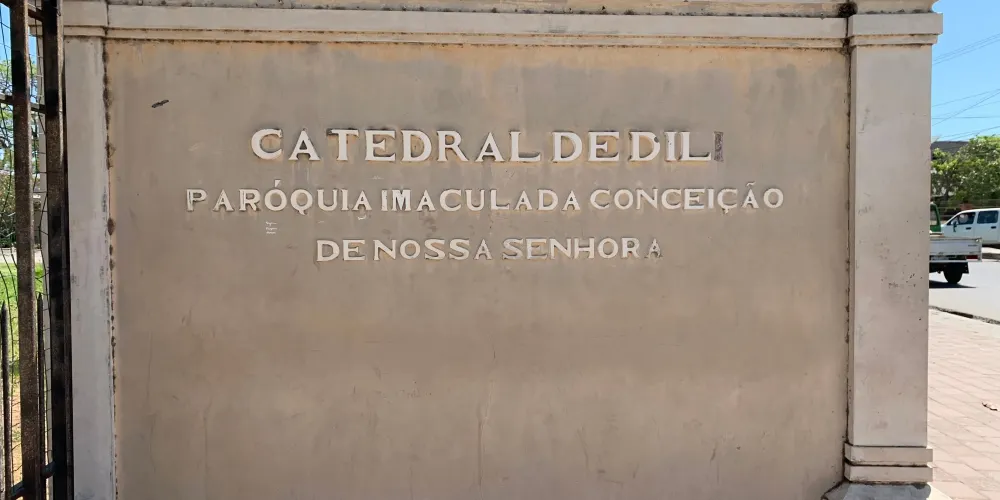 CATEDRAL DE DILI
PARÓQUIA IMACULADA CONCEIÇÃO
DE NOSSA SENHORA